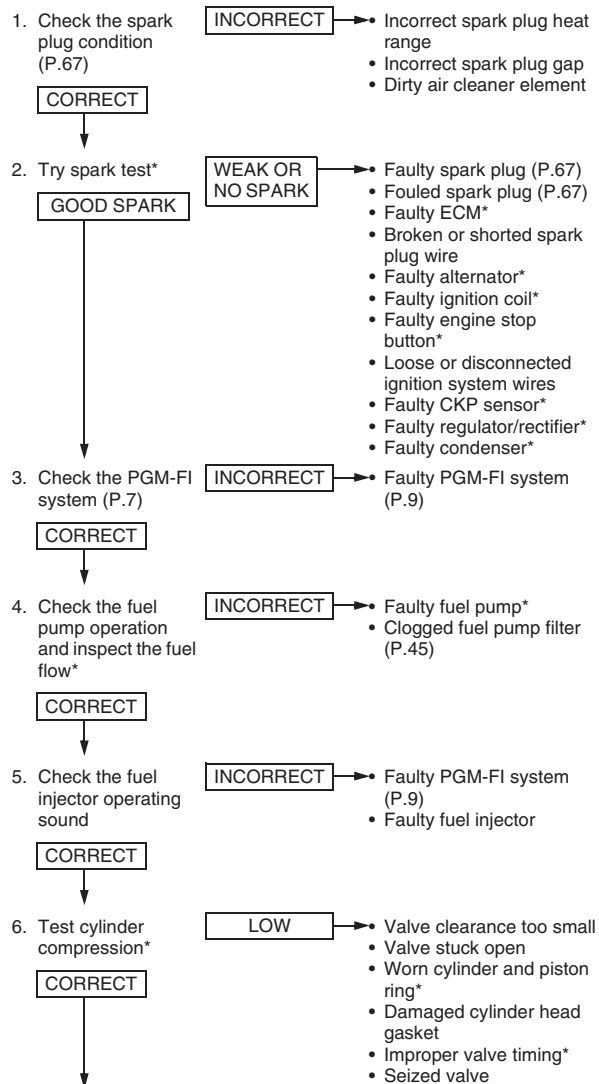 1. Check the spark
plug condition
(P.67)
INCORRECT
• Incorrect spark plug heat
range
• Incorrect spark plug gap
• Dirty air cleaner element
CORRECT
2. Try spark test*
WEAK OR
NO SPARK
• Faulty spark plug (P.67)
• Fouled spark plug (P.67)
• Faulty ECM*
• Broken or shorted spark
plug wire
• Faulty alternator*
• Faulty ignition coil*
• Faulty engine stop
button*
• Loose or disconnected
ignition system wires
• Faulty CKP sensor*
• Faulty regulator/rectifier*
• Faulty condenser*
GOOD SPARK
3. Check the PGM-FI
system (P.7)
INCORRECT
• Faulty PGM-FI system
(P.9)
CORRECT
4. Check the fuel
pump operation
and inspect the fuel
flow*
INCORRECT
• Faulty fuel pump*
• Clogged fuel pump filter
(P.45)
CORRECT
5. Check the fuel
injector operating
sound
INCORRECT
• Faulty PGM-FI system
(P.9)
• Faulty fuel injector
CORRECT
6. Test cylinder
compression*
LOW
• Valve clearance too small
• Valve stuck open
• Worn cylinder and piston
ring*
• Damaged cylinder head
gasket
• Improper valve timing*
• Seized valve
CORRECT